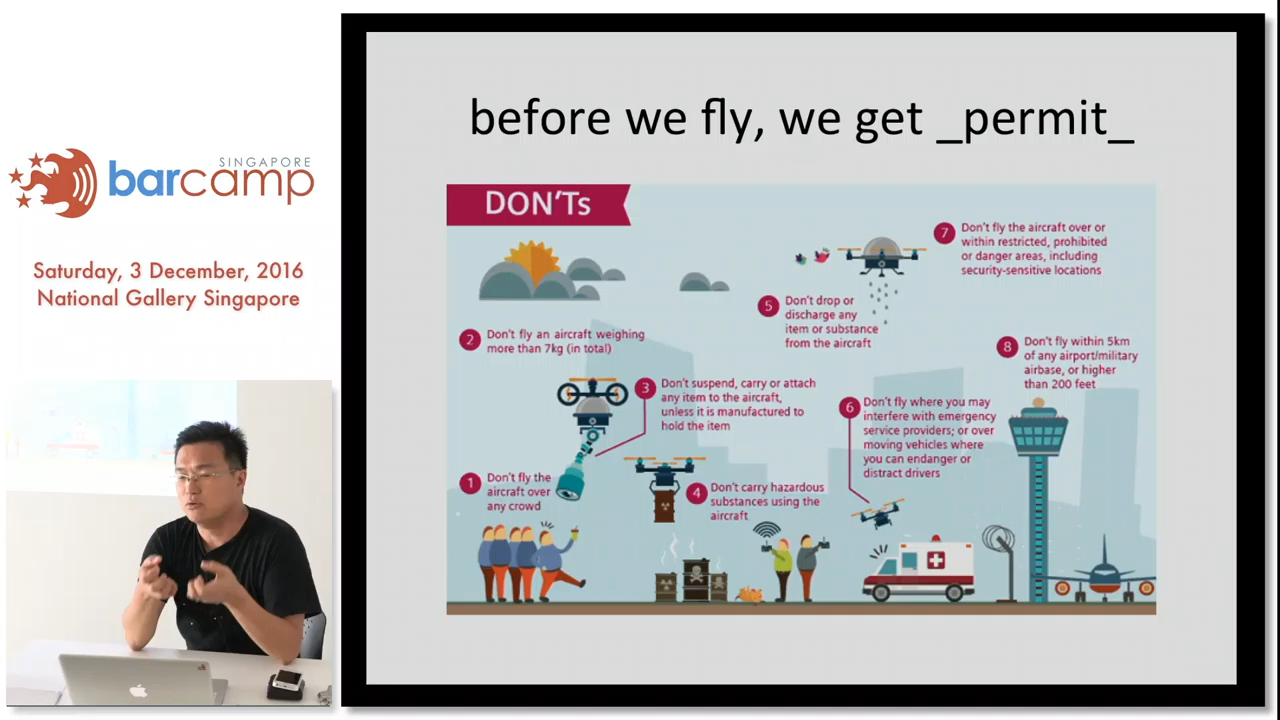 SINGAPORE
barcamp
Saturday, 3 December, 2016
National Gallery Singapore
before we fly, we get _permit_
DON'Ts
7
Don't fly the aircraft over or
within restricted, prohibited
or danger areas, including
security-sensitive locations
5
Don't drop or
discharge any
item or substance
from the aircraft
2
Don't fly an aircraft weighing
more than 7kg (in total)
8
Don't fly within 5km
of any airport/military
airbase, or higher
than 200 feet
3
Don't suspend, carry or attach
any item to the aircraft,
unless it is manufactured to
hold the item
6
Don't fly where you may
interfere with emergency
service providers; or over
moving vehicles where
you can endanger or
distract drivers
1
Don't fly the
aircraft over
any crowd
4
Don't carry hazardous
substances using the
aircraft